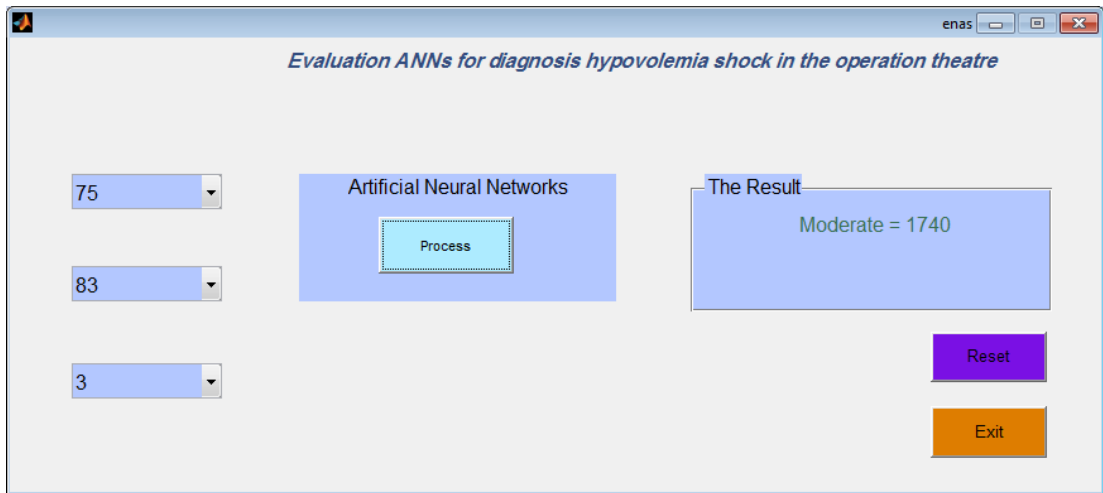 enas
Evaluation ANNs for diagnosis hypovolemia shock in the operation theatre
75
83
3
Artificial Neural Networks
Process
The Result
Moderate = 1740
Reset
Exit